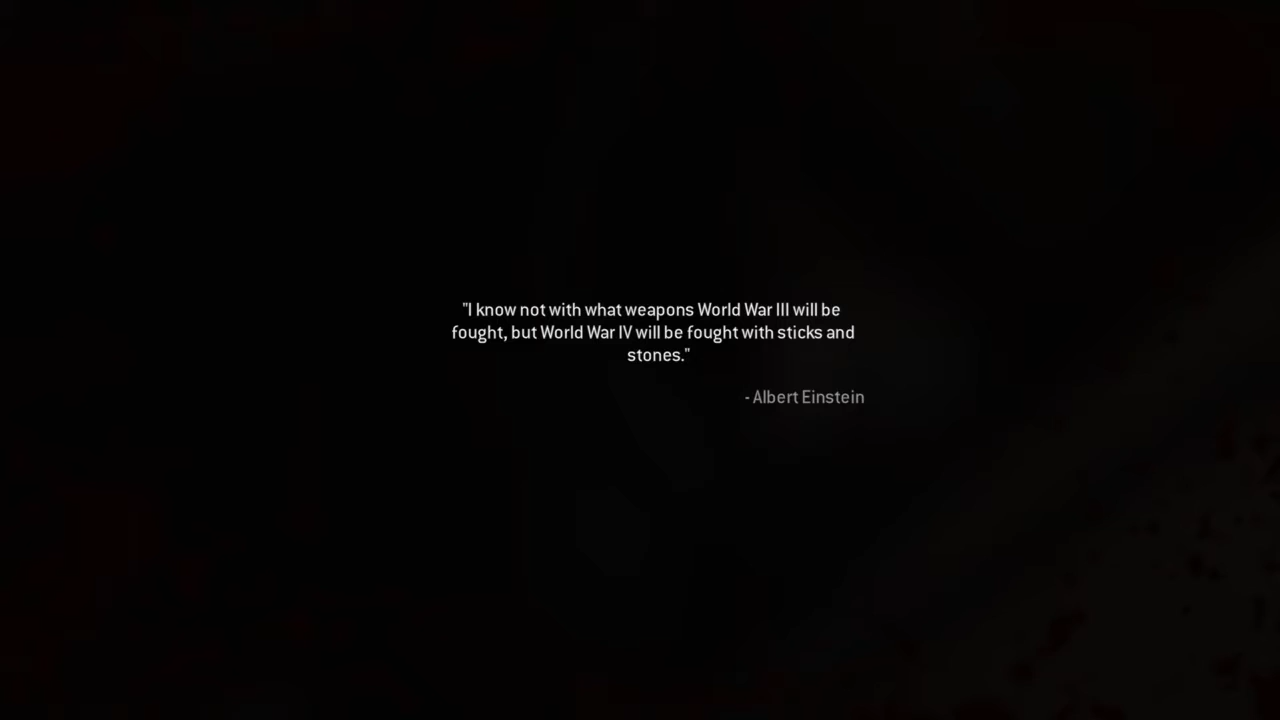 "I know not with what weapons World War III will be
fought, but World War IV will be fought with sticks and
stones."
- Albert Einstein